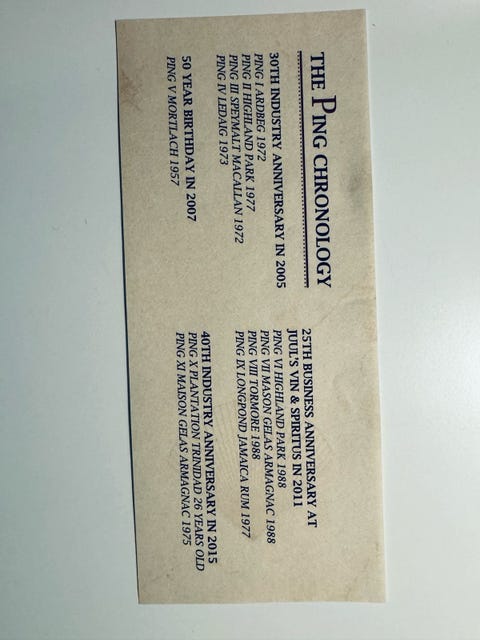 THE PING CHRONOLOGY
30TH INDUSTRY ANNIVERSARY IN 2005
PING I ARDBEG 1972
PING II HIGHLAND PARK 1977
PING III SPEYMALT MACALLAN 1972
PING IV LEDAIG 1973
50 YEAR BIRTHDAY IN 2007
PING V MORTLACH 1957
25TH BUSINESS ANNIVERSARY AT
JUUL'S VIN & SPIRITUS IN 2011
PING VI HIGHLAND PARK 1988
PING VII MASON GELAS ARMAGNAC 1988
PING VIII TORMORE 1988
PING IX LONGPOND JAMAICA RUM 1977
40TH INDUSTRY ANNIVERSARY IN 2015
PING X PLANTATION TRINIDAD 26 YEARS OLD
PING XI MAISON GELAS ARMAGNAC 1975